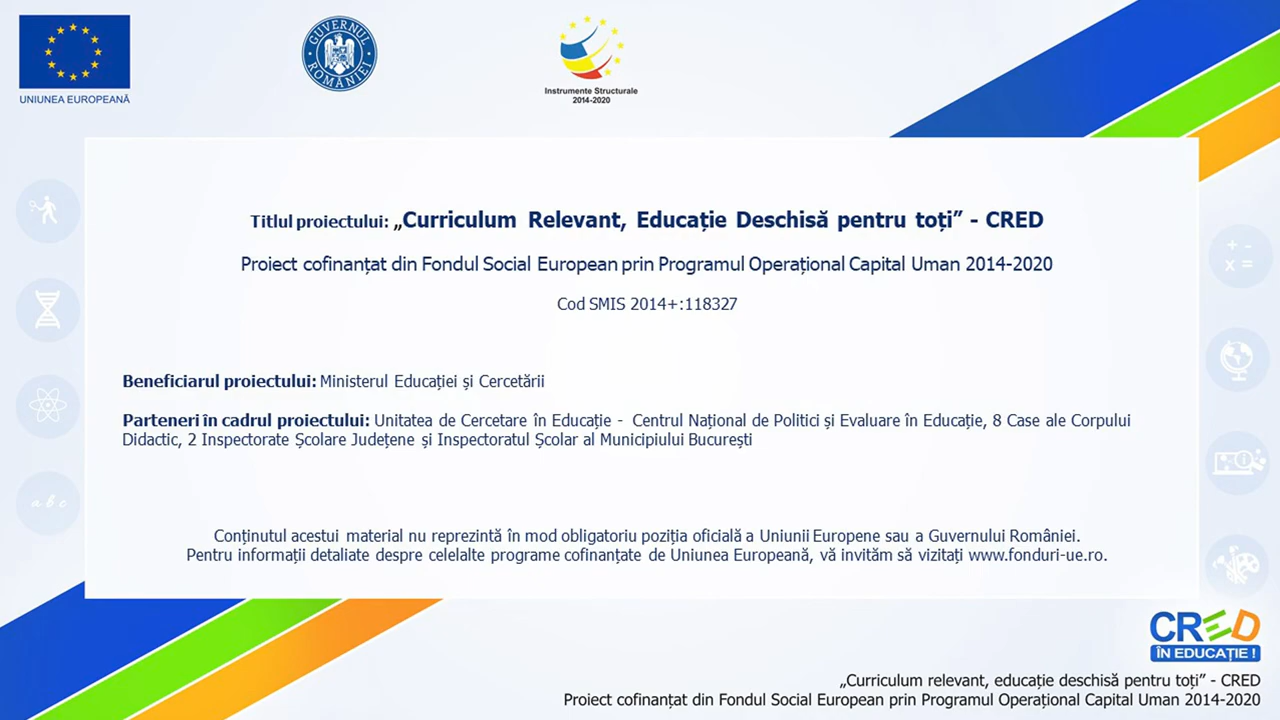 UNIUNEA EUROPEANĂ
GUVERNUL ROMÂNIEI
Instrumente Structurale
2014-2020
Titlul proiectului: „Curriculum Relevant, Educație Deschisă pentru toți” - CRED
Proiect cofinanțat din Fondul Social European prin Programul Operațional Capital Uman 2014-2020
Cod SMIS 2014+:118327
+ -
x =
Beneficiarul proiectului: Ministerul Educației și Cercetării
Parteneri în cadrul proiectului: Unitatea de Cercetare în Educație - Centrul Național de Politici și Evaluare în Educație, 8 Case ale Corpului
Didactic, 2 Inspectorate Școlare Județene și Inspectoratul Școlar al Municipiului București
a b c
Conținutul acestui material nu reprezintă în mod obligatoriu poziția oficială a Uniunii Europene sau a Guvernului României.
Pentru informații detaliate despre celelalte programe cofinanțate de Uniunea Europeană, vă invităm să vizitați www.fonduri-ue.ro.
CRED
ÎN EDUCAȚIE !
„Curriculum relevant, educație deschisă pentru toți” - CRED
Proiect cofinanțat din Fondul Social European prin Programul Operațional Capital Uman 2014-2020